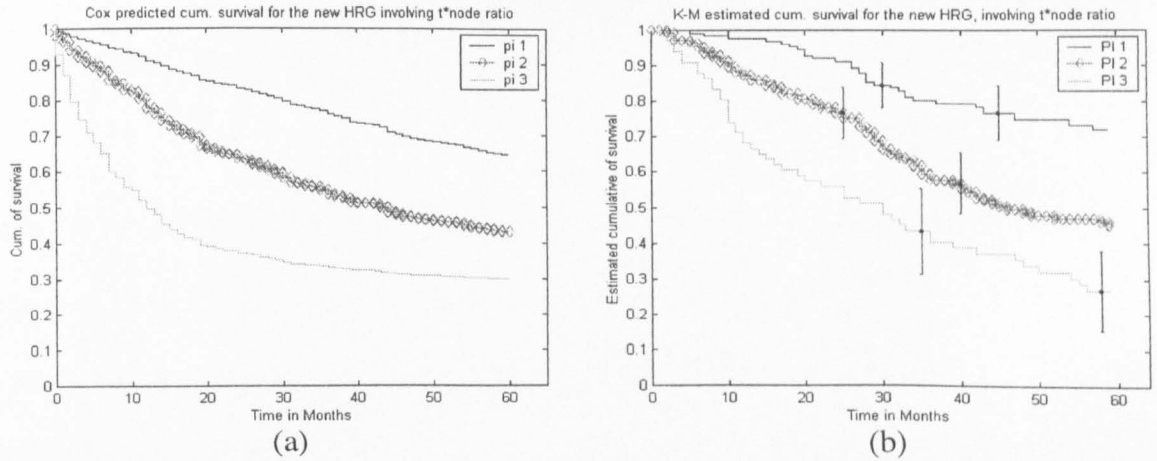 Cox predicted cum. survival for the new HRG involving t*node ratio
pi 1
pi 2
pi 3
1
0.9
0.8
0.7
0.6
0.5
0.4
0.3
0.2
0.1
0
Cum. of survival
0
10
20
30
40
50
60
Time in Months
(a)
K-M estimated cum. survival for the new HRG, involving t*node ratio
PI 1
PI 2
PI 3
1
0.9
0.8
0.7
0.6
0.5
0.4
0.3
0.2
0.1
0
Estimated cumulative of survival
0
10
20
30
40
50
60
Time in Months
(b)